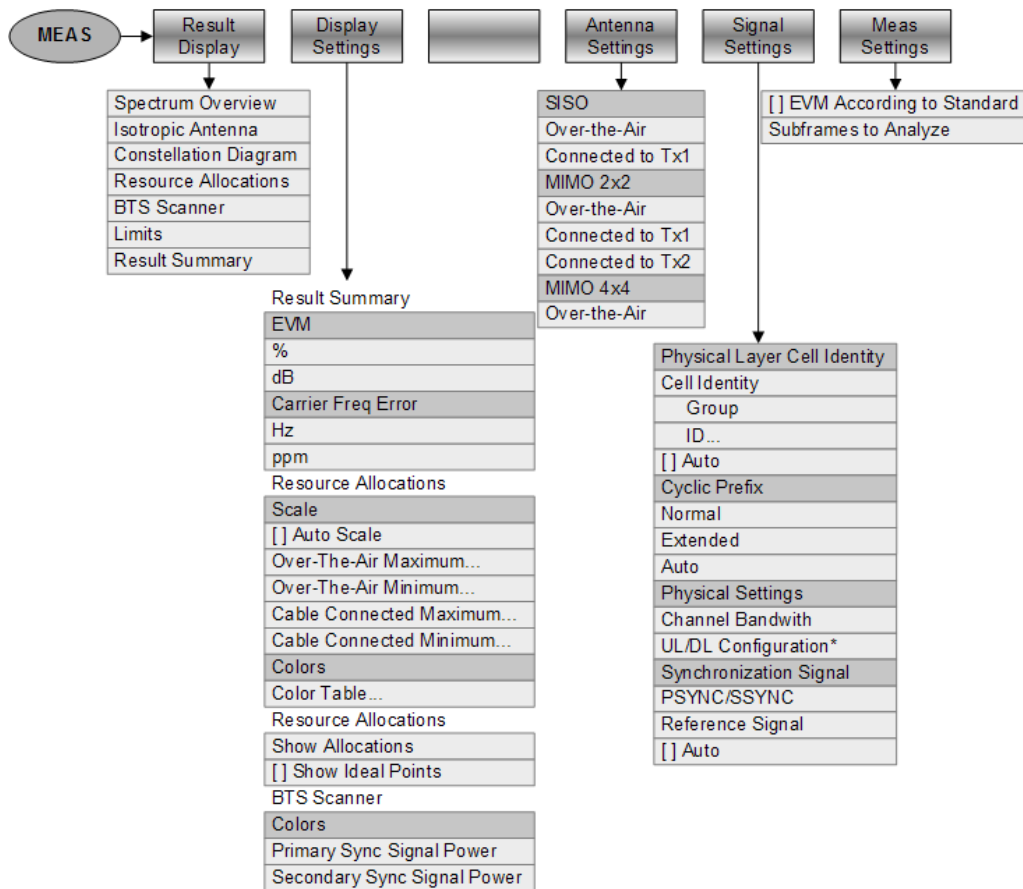 MEAS
Result
Display
Display
Settings
Antenna
Settings
Signal
Settings
Meas
Settings
Spectrum Overview
Isotropic Antenna
Constellation Diagram
Resource Allocations
BTS Scanner
Limits
Result Summary
Result Summary
EVM
%
dB
Carrier Freq Error
Hz
ppm
Resource Allocations
Scale
[ ] Auto Scale
Over-The-Air Maximum...
Over-The-Air Minimum...
Cable Connected Maximum...
Cable Connected Minimum...
Colors
Color Table...
Resource Allocations
Show Allocations
[ ] Show Ideal Points
BTS Scanner
Colors
Primary Sync Signal Power
Secondary Sync Signal Power
SISO
Over-the-Air
Connected to Tx1
MIMO 2x2
Over-the-Air
Connected to Tx1
Connected to Tx2
MIMO 4x4
Over-the-Air
Physical Layer Cell Identity
Cell Identity
Group
ID...
[ ] Auto
Cyclic Prefix
Normal
Extended
Auto
Physical Settings
Channel Bandwith
UL/DL Configuration*
Synchronization Signal
PSYNC/SSYNC
Reference Signal
[ ] Auto
[ ] EVM According to Standard
Subframes to Analyze